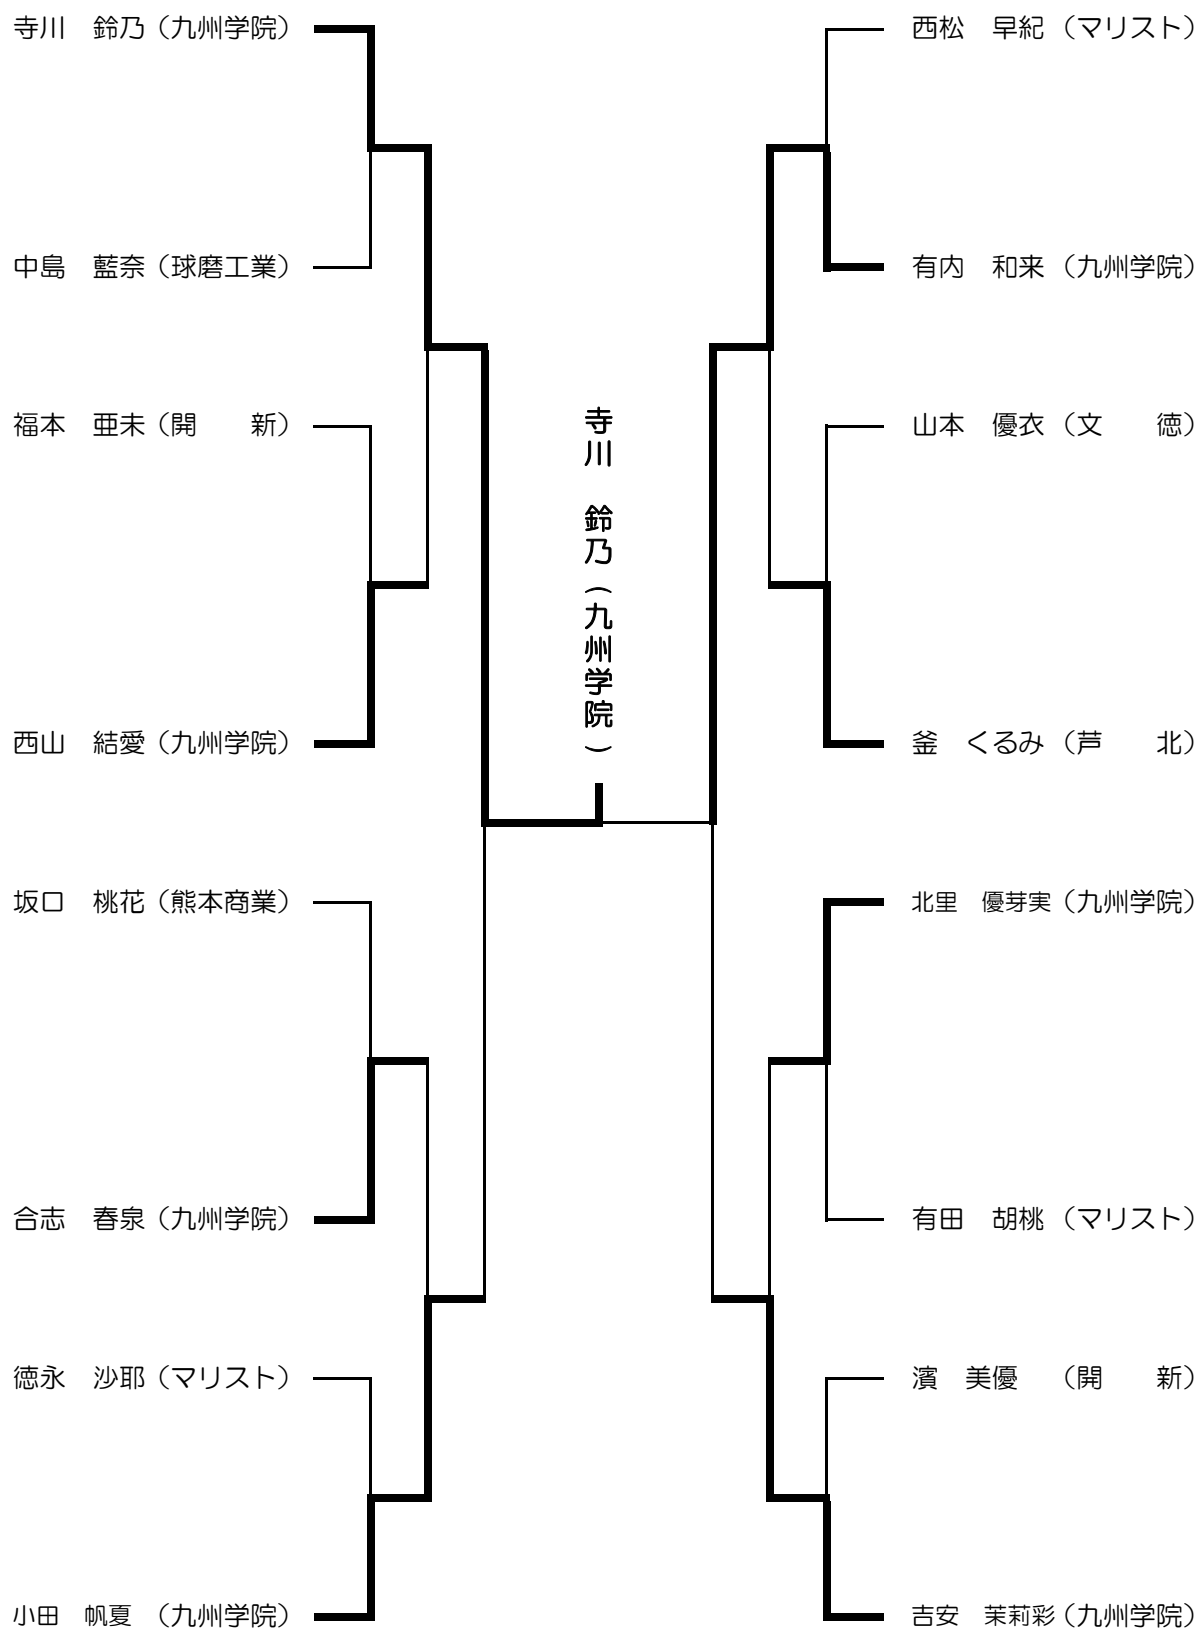 寺川　鈴乃（九州学院）
中島　藍奈（球磨工業）
福本　亜未（開　　新）
西山　結愛（九州学院）
坂口　桃花（熊本商業）
合志　春泉（九州学院）
徳永　沙耶（マリスト）
小田　帆夏　（九州学院）
寺川　鈴乃（九州学院）
西松　早紀　（マリスト）
有内　和来　（九州学院）
山本　優衣　（文　　徳）
釜　くるみ　（芦　　北）
北里　優芽実（九州学院）
有田　胡桃　（マリスト）
濱　美優　　（開　　新）
吉安　茉莉彩（九州学院）